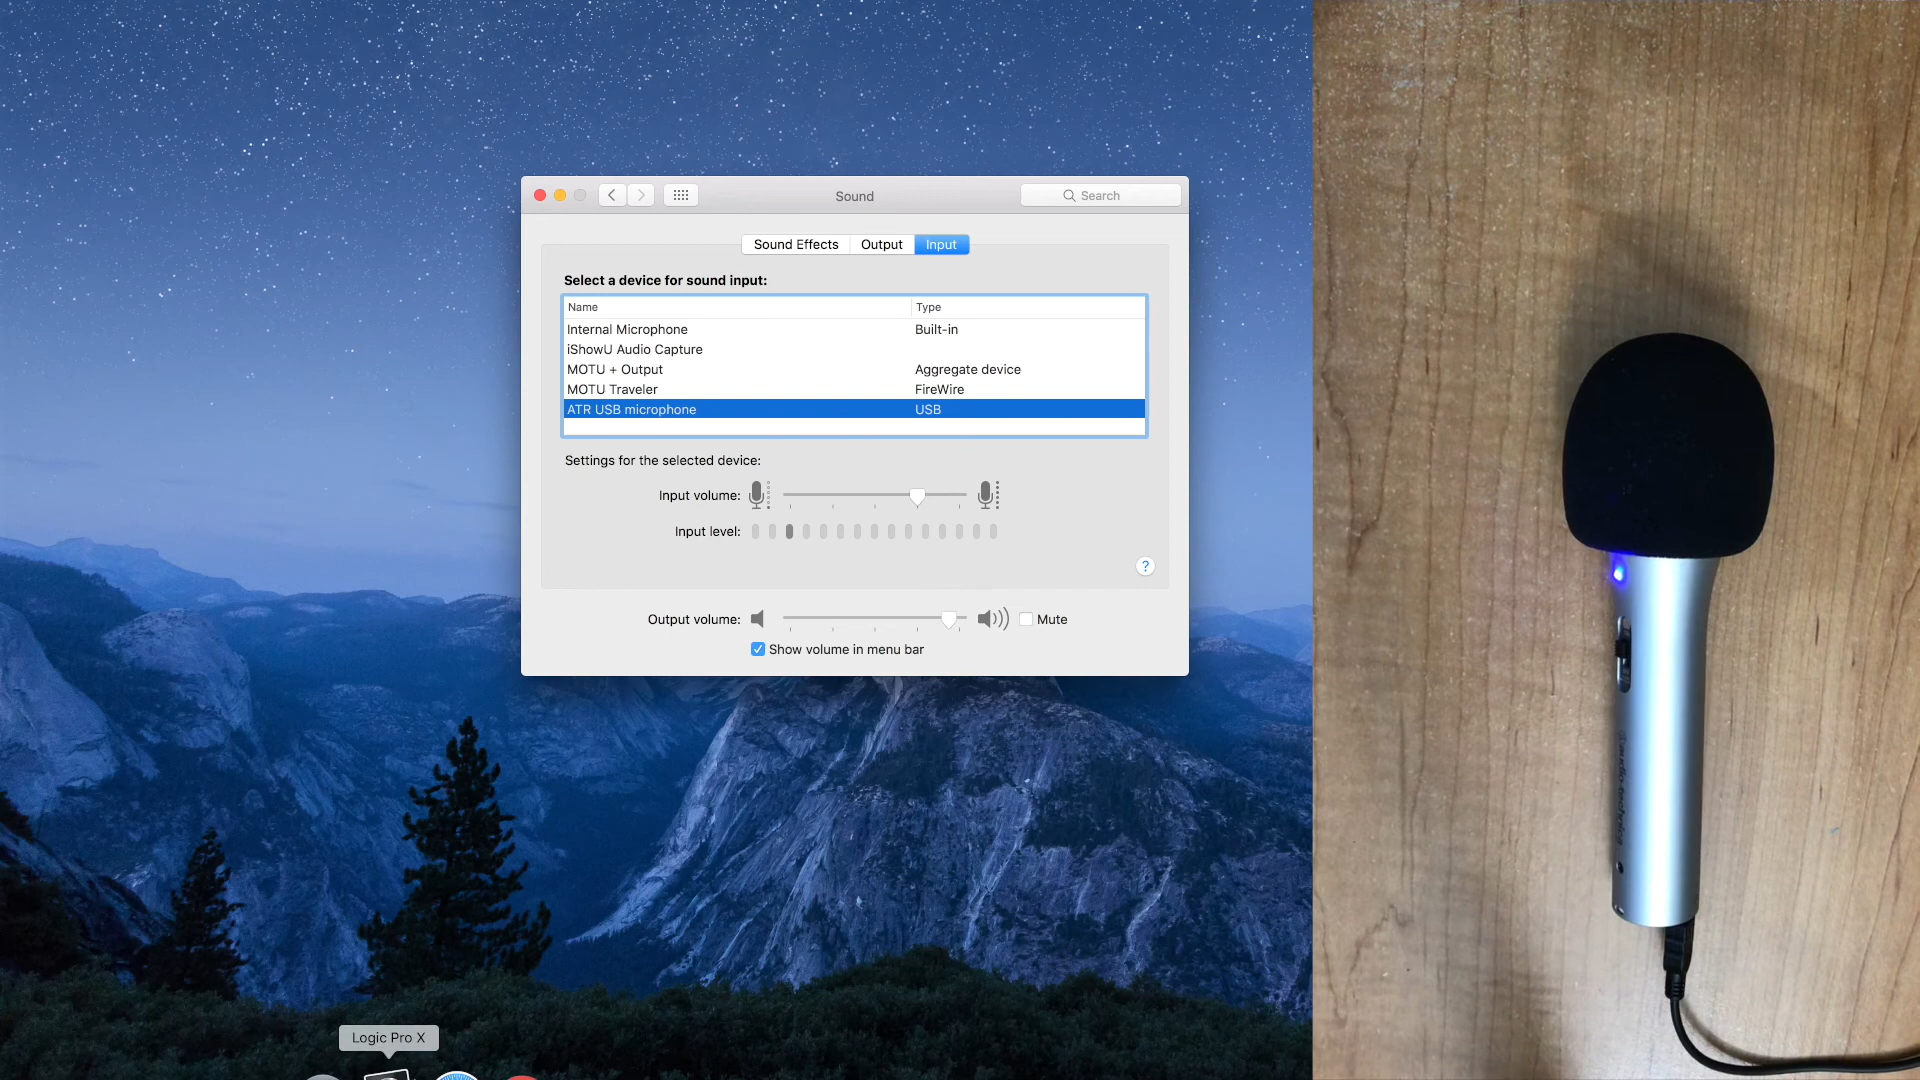 Sound
Search
Sound Effects
Output
Input
Select a device for sound input:
Name
Type
Internal Microphone
Built-in
iShowU Audio Capture
MOTU + Output
Aggregate device
MOTU Traveler
FireWire
ATR USB microphone
USB
Settings for the selected device:
Input volume:
Input level:
?
Output volume:
Mute
Show volume in menu bar
audio-technica
Logic Pro X